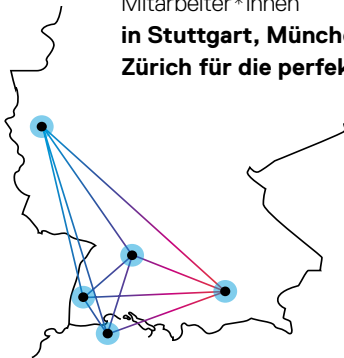 Mitarbeiter*innen
in Stuttgart, Münche
Zürich für die perfek